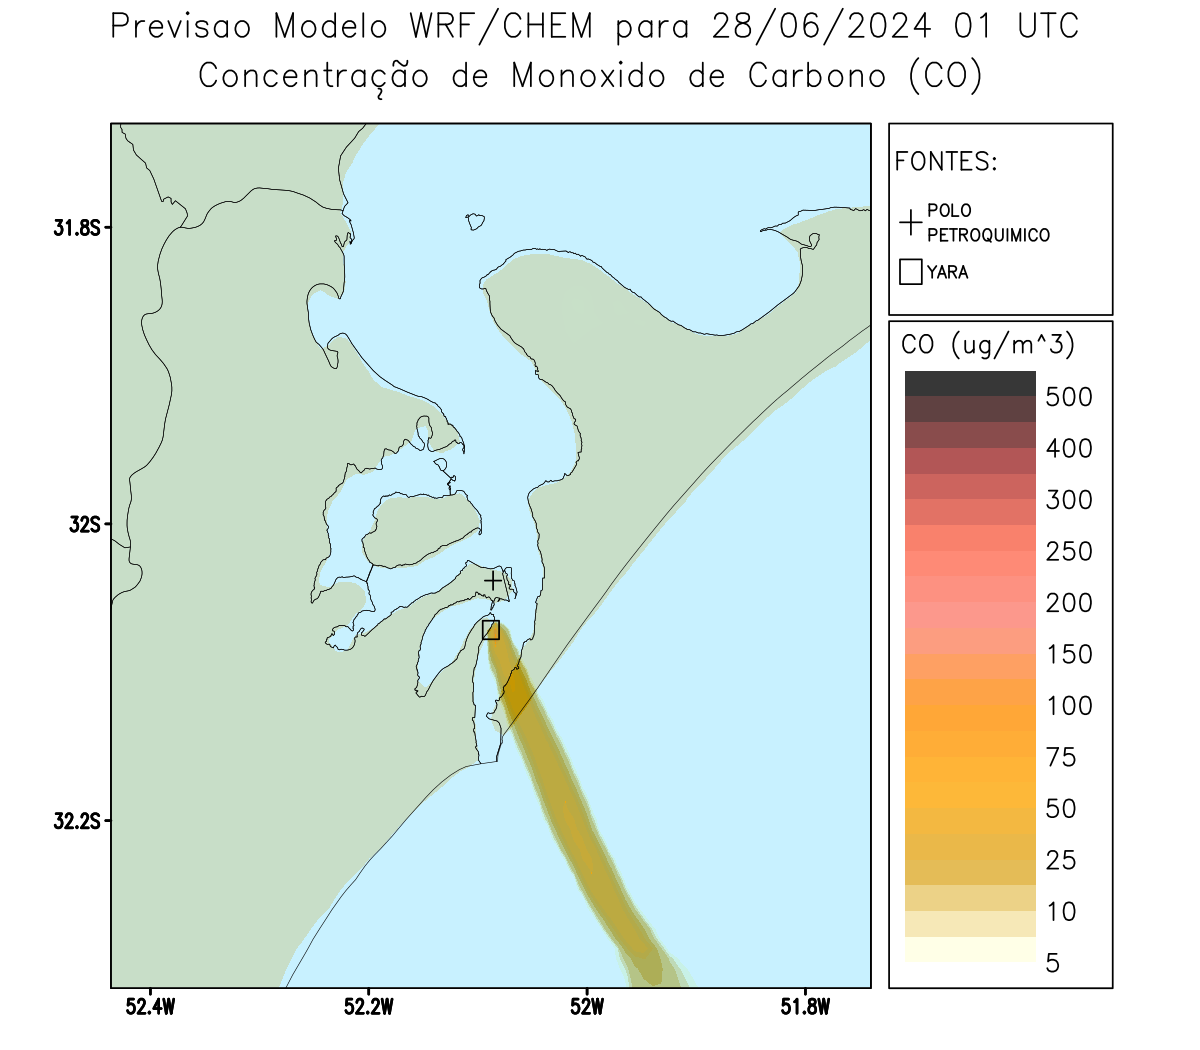 Previsao Modelo WRF/CHEM para 28/06/2024 01 UTC
Concentração de Monoxido de Carbono (CO)
FONTES:
POLO
PETROQUIMICO
YARA
CO (ug/m^3)
500
400
300
250
200
150
100
75
50
25
10
5
31.8S
32S
32.2S
52.4W
52.2W
52W
51.8W